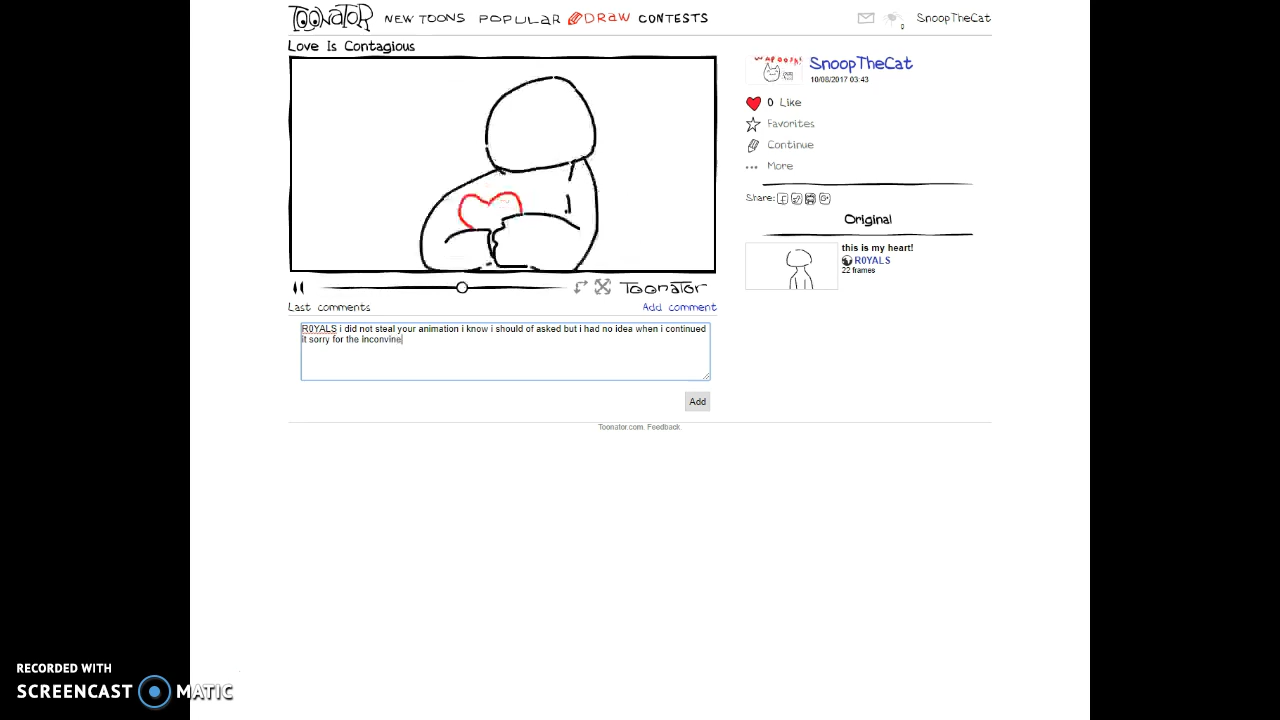 TOONATOR NEW TOONS POPULAR DRAW CONTESTS SnoopTheCat
0
Love Is Contagious
SnoopTheCat
10/08/2017 03:43
0 Like
Favorites
Continue
More
Share:
Original
this is my heart!
R0YALS
22 frames
TOONATOR
Last comments Add comment
R0YALS i did not steal your animation i know i should of asked but i had no idea when i continued
it sorry for the inconvine
Add
Toonator.com. Feedback.
RECORDED WITH
SCREENCAST MATIC